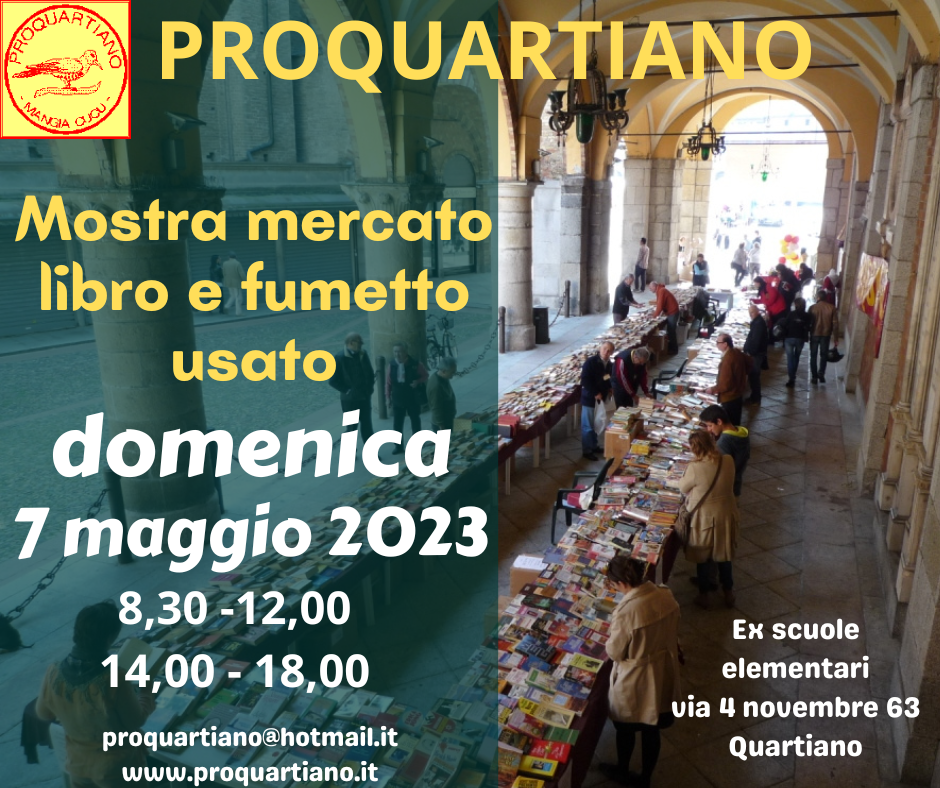 PROQUARTIANO
MANGIA CUCU
PROQUARTIANO
Mostra mercato
libro e fumetto
usato
domenica
7 maggio 2023
8,30 -12,00
14,00 - 18,00
proquartiano@hotmail.it
www.proquartiano.it
Ex scuole
elementari
via 4 novembre 63
Quartiano